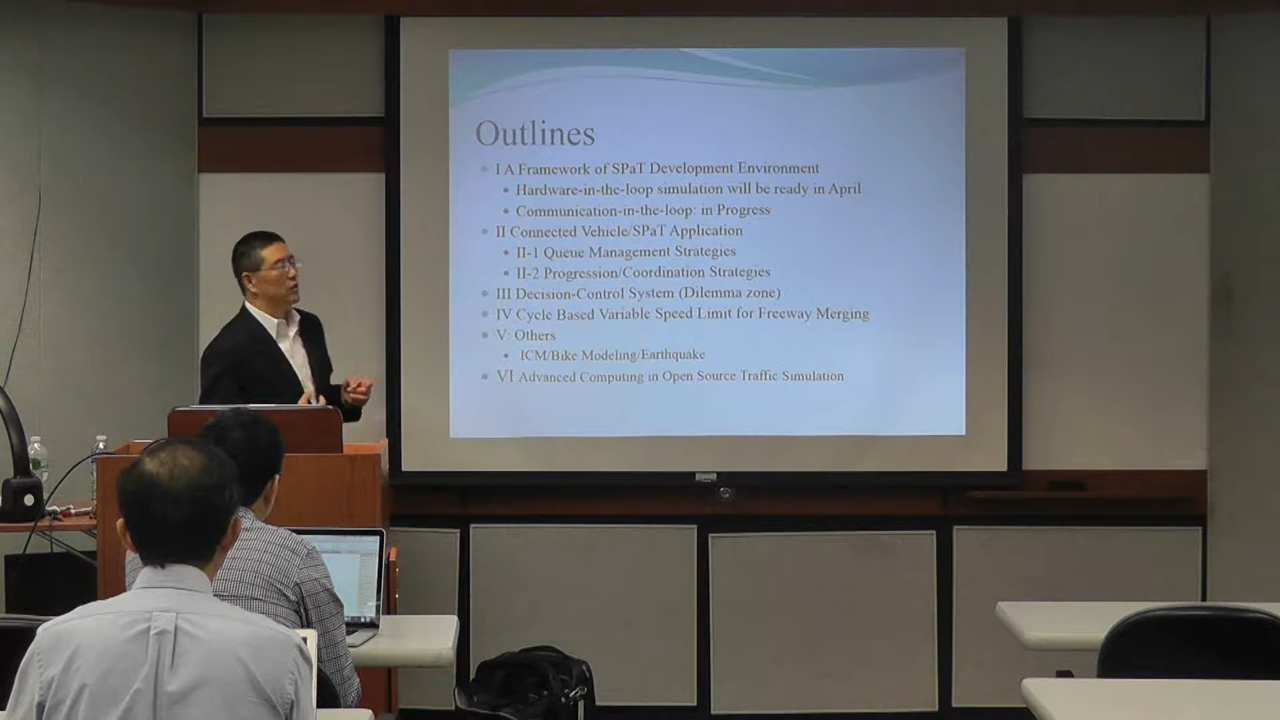 Outlines
I A Framework of SPaT Development Environment
Hardware-in-the-loop simulation will be ready in April
Communication-in-the-loop: in Progress
II Connected Vehicle/SPaT Application
II-1 Queue Management Strategies
II-2 Progression/Coordination Strategies
III Decision-Control System (Dilemma zone)
IV Cycle Based Variable Speed Limit for Freeway Merging
V: Others
ICM/Bike Modeling/Earthquake
VI Advanced Computing in Open Source Traffic Simulation